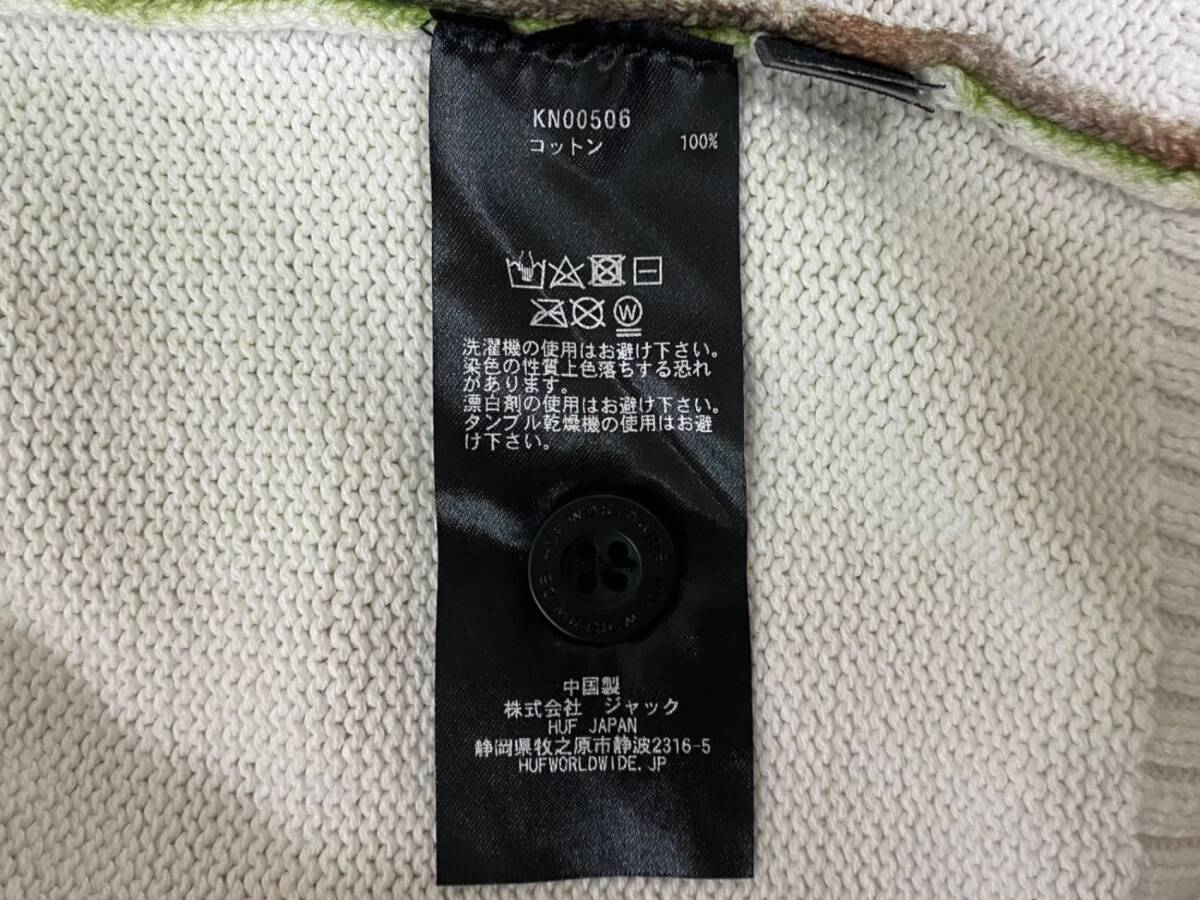 KN00506
コットン 100%
W
洗濯機の使用はお避け下さい。
染色の性質上色落ちする恐れ
があります。
漂白剤の使用はお避け下さい。
タンブル乾燥機の使用はお避
け下さい。
WORLDWIDE HUF
WORLDWIDE
中国製
株式会社 ジャック
HUF JAPAN
静岡県牧之原市静波2316-5
HUFWORLDWIDE.JP